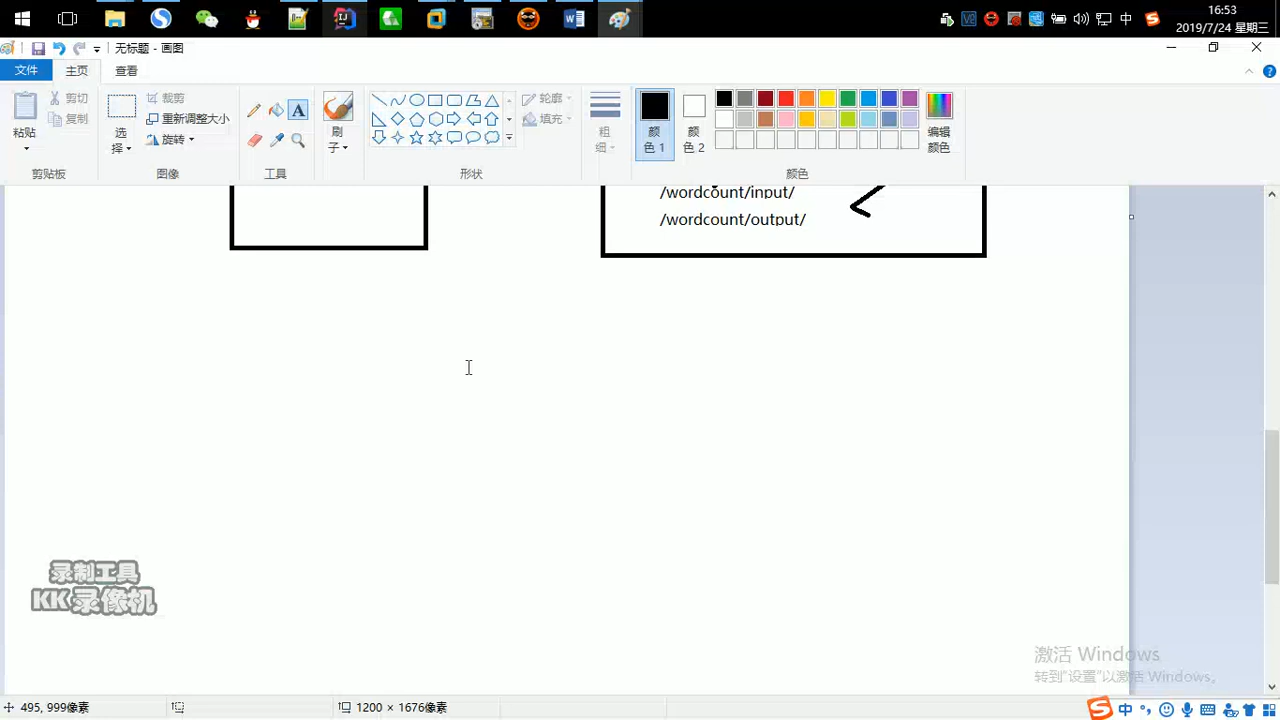 16:53
2019/7/24 星期三
中
无标题 - 画图
文件 主页 查看
粘贴
剪切
复制
选择
裁剪
重新调整大小
旋转
A
刷子
轮廓
填充
粗细
颜色 1
颜色 2
编辑颜色
剪贴板 图像 工具 形状 颜色
/wordcount/input/
/wordcount/output/
录制工具
KK录像机
激活 Windows
转到"设置"以激活 Windows。
495, 999像素
1200 × 1676像素
中